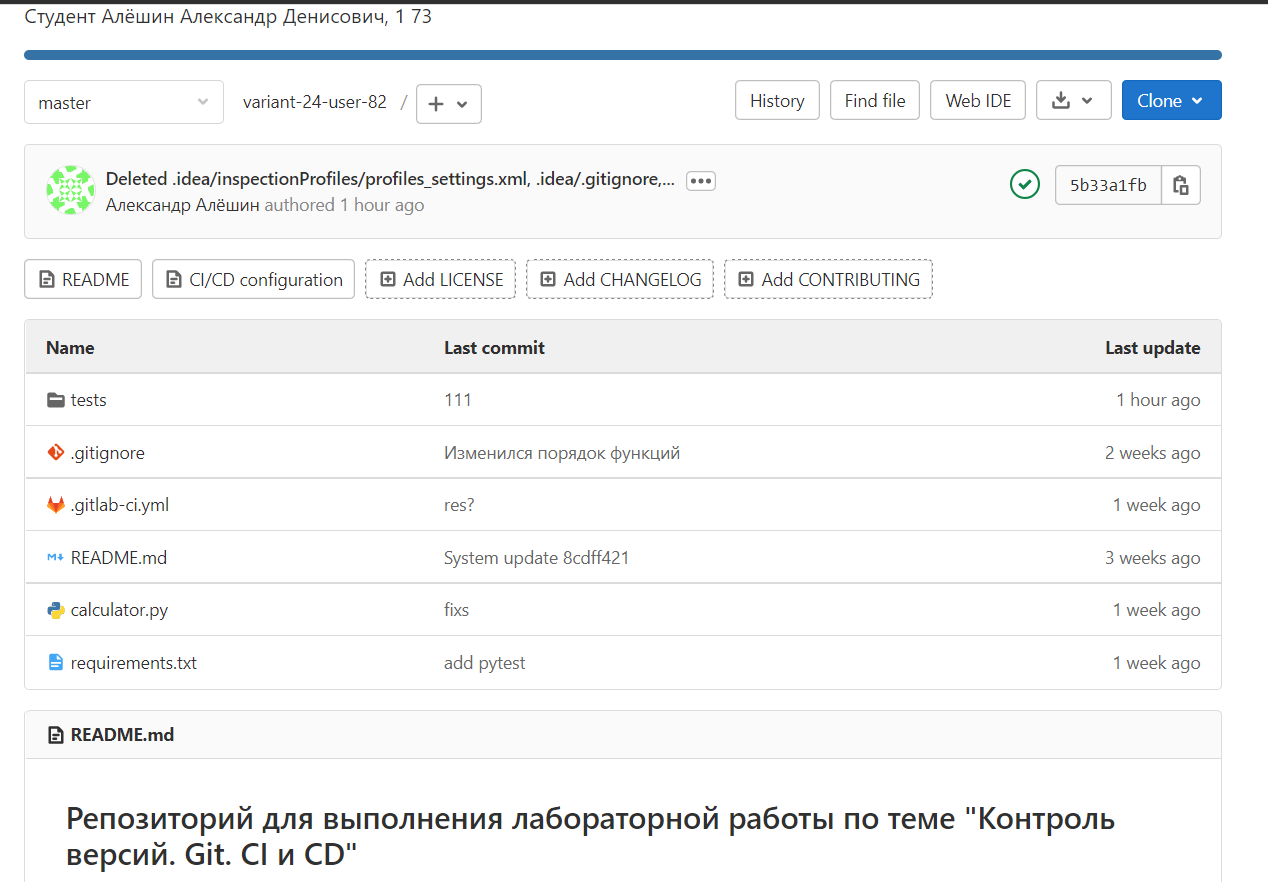 Студент Алёшин Александр Денисович, 1 73
master variant-24-user-82 / + History Find file Web IDE Clone
Deleted .idea/inspectionProfiles/profiles_settings.xml, .idea/.gitignore,... •••
Александр Алёшин authored 1 hour ago
5b33a1fb
README CI/CD configuration Add LICENSE Add CHANGELOG Add CONTRIBUTING
Name Last commit Last update
tests 111 1 hour ago
.gitignore Изменился порядок функций 2 weeks ago
.gitlab-ci.yml res? 1 week ago
README.md System update 8cdff421 3 weeks ago
calculator.py fixs 1 week ago
requirements.txt add pytest 1 week ago
README.md
Репозиторий для выполнения лабораторной работы по теме "Контроль
версий. Git. CI и CD"